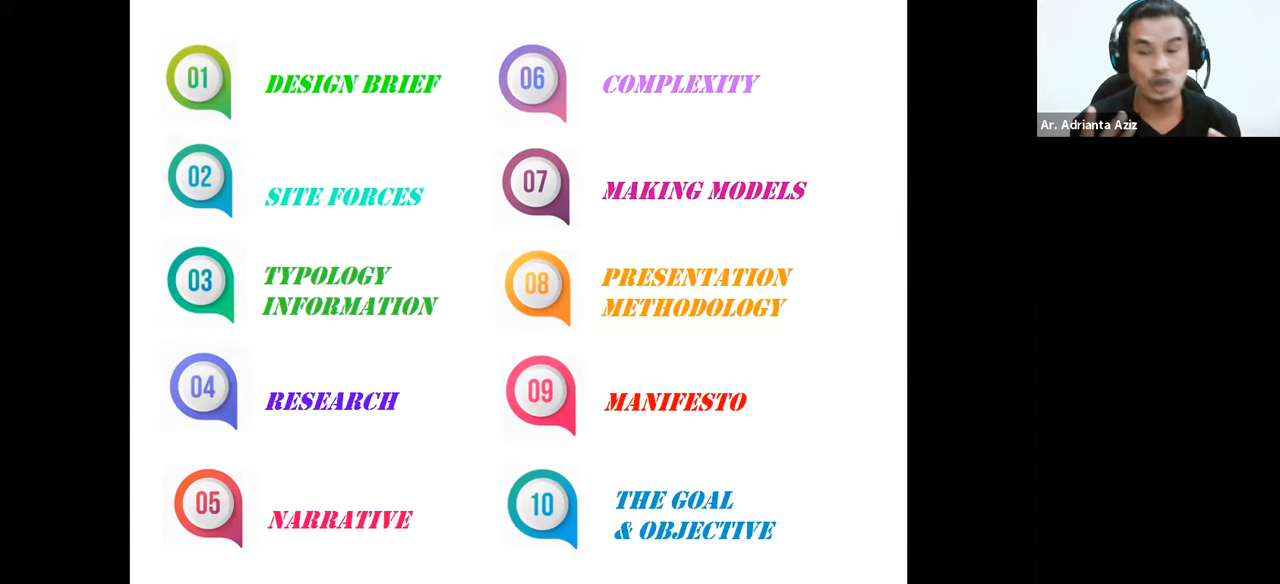 01
DESIGN BRIEF
02
SITE FORCES
03
TYPOLOGY
INFORMATION
04
RESEARCH
05
NARRATIVE
06
COMPLEXITY
07
MAKING MODELS
08
PRESENTATION
METHODOLOGY
09
MANIFESTO
10
THE GOAL
& OBJECTIVE
Ar. Adrianta Aziz